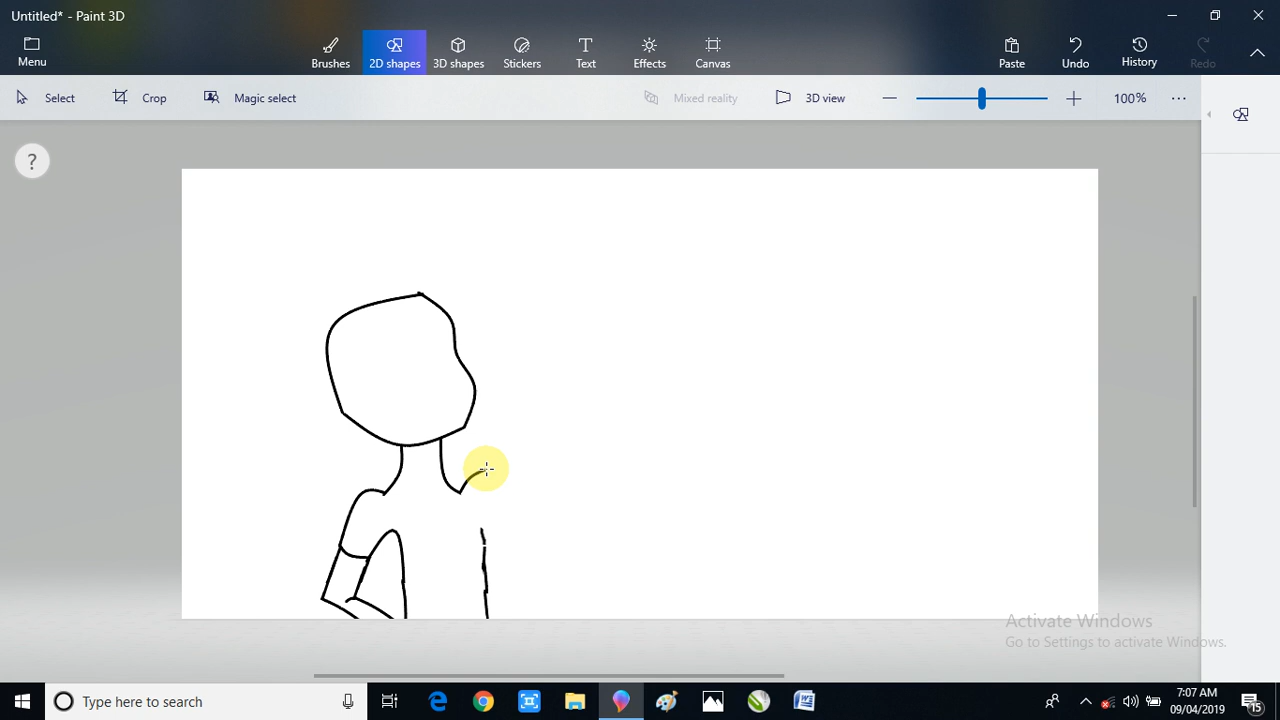 Untitled* - Paint 3D
Menu
Brushes
2D shapes
3D shapes
Stickers
Text
Effects
Canvas
Paste
Undo
History
Redo
Select
Crop
Magic select
Mixed reality
3D view
100%
?
Activate Windows
Go to Settings to activate Windows.
Type here to search
7:07 AM
09/04/2019
15